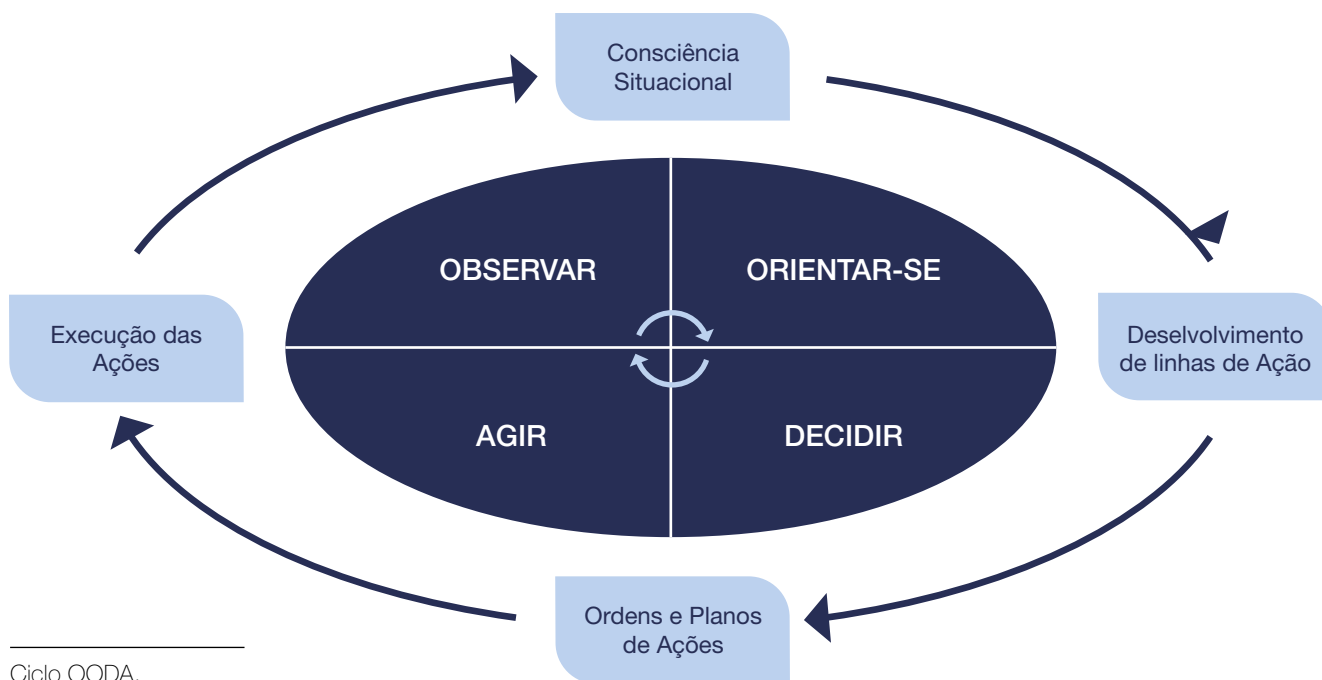 Consciência
Situacional
OBSERVAR
ORIENTAR-SE
Execução das
Ações
Deselvolvimento
de linhas de Ação
AGIR
DECIDIR
Ordens e Planos
de Ações
Ciclo OODA.